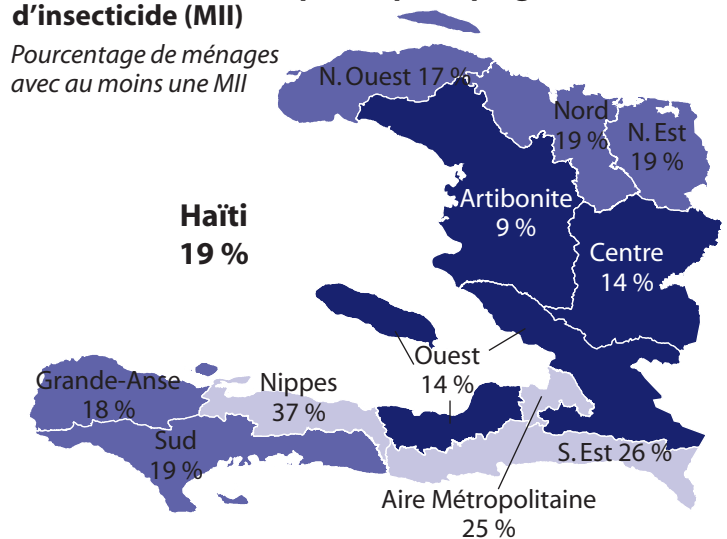 d’insecticide (MII)
Pourcentage de ménages
avec au moins une MII
N. Ouest 17 %
Nord
19 %
N. Est
19 %
Artibonite
9 %
Haïti
19 %
Centre
14 %
Ouest
14 %
Grande-Anse
18 %
Nippes
37 %
Sud
19 %
S. Est 26 %
Aire Métropolitaine
25 %